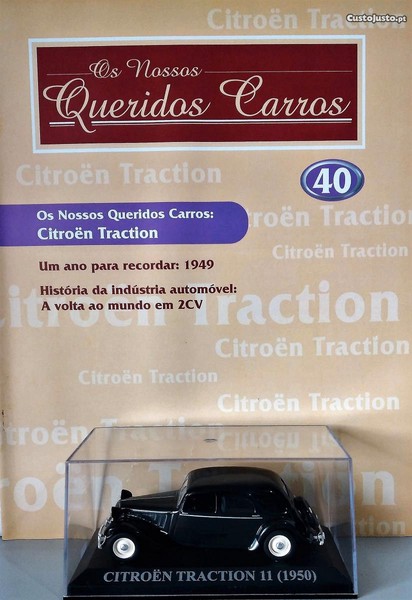 Citroën Traction
CustoJusto.pt
Os Nossos
Queridos Carros
Citroën Traction
40
Os Nossos Queridos Carros:
Citroën Traction
roën Traction
Citroën Traction
Um ano para recordar: 1949
História da indústria automóvel:
A volta ao mundo em 2CV
itroën Traction
Citroën Traction
Citroën Traction
Citroën
Traction
CITROËN TRACTION 11 (1950)